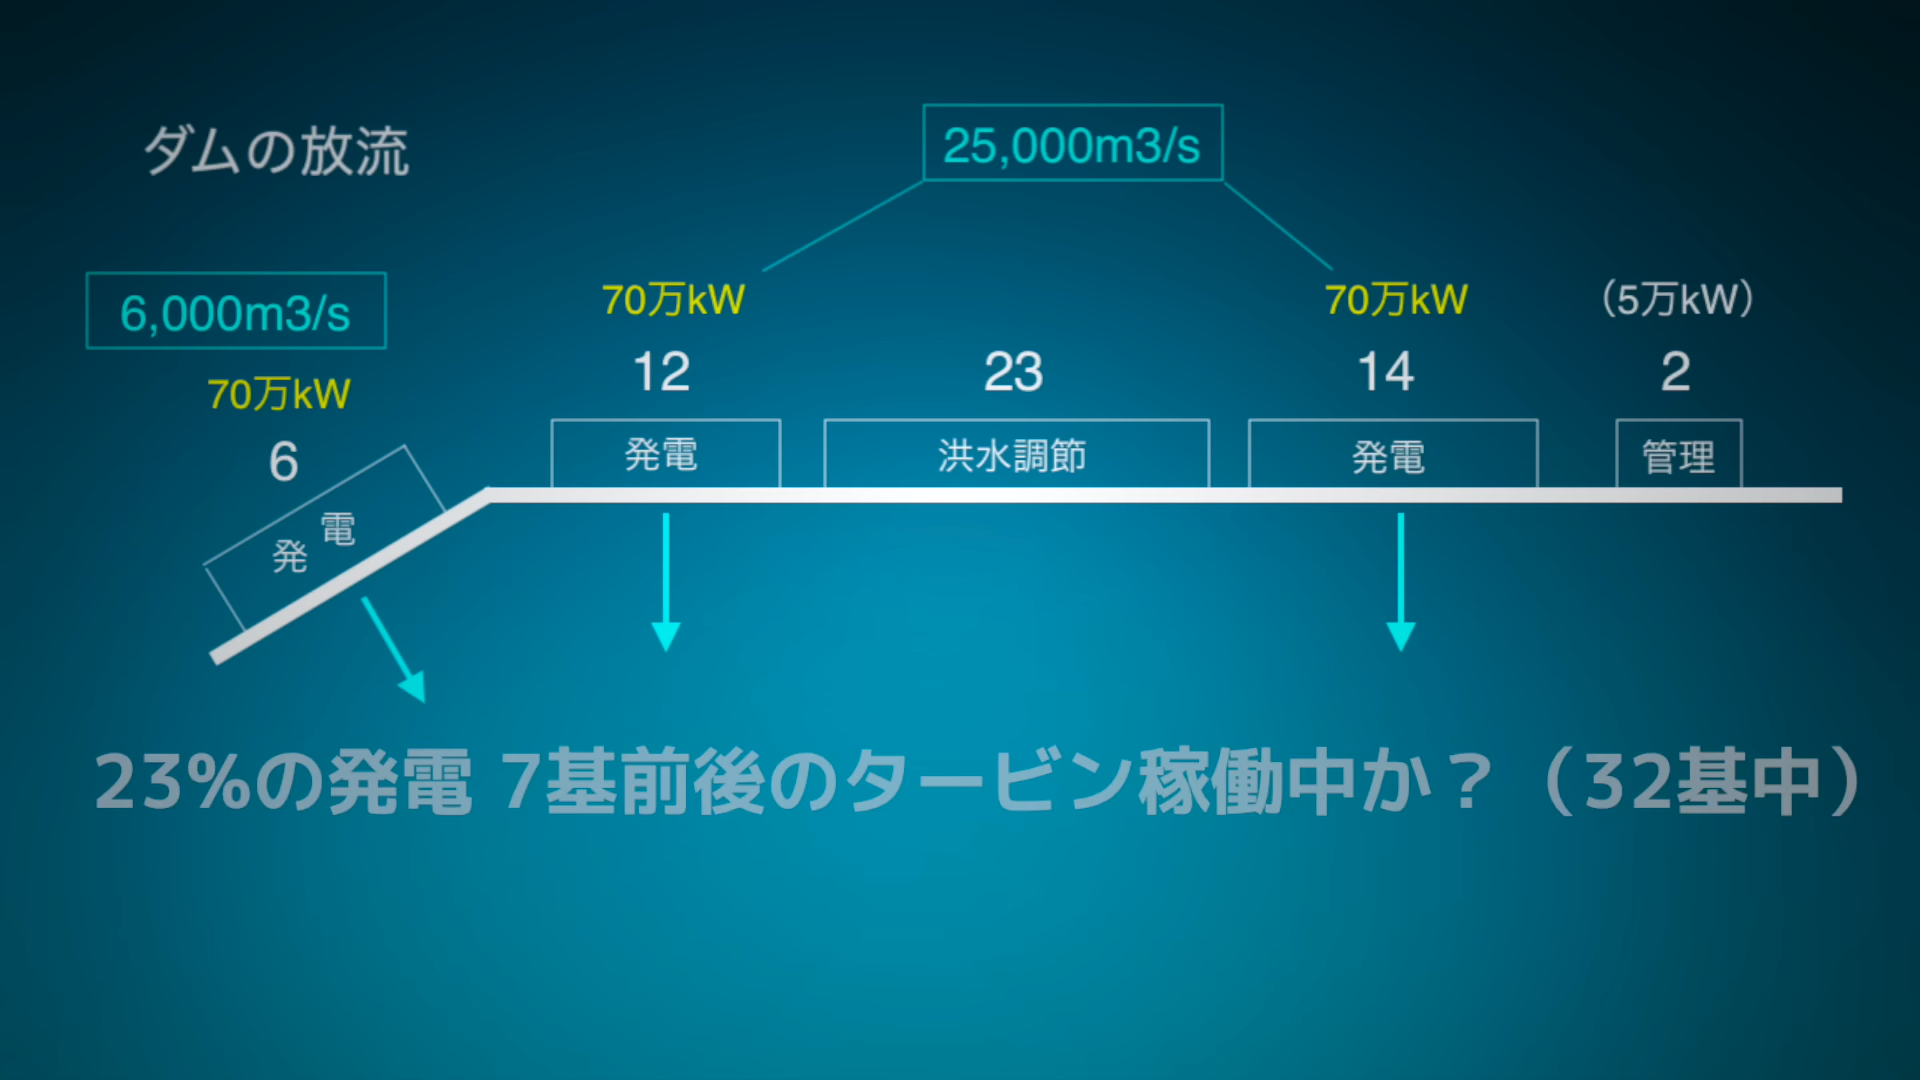 ダムの放流
25,000m3/s
6,000m3/s
70万kW
6
発電
70万kW
12
発電
23
洪水調節
70万kW
14
発電
（5万kW）
2
管理
23%の発電 7基前後のタービン稼働中か？（32基中）